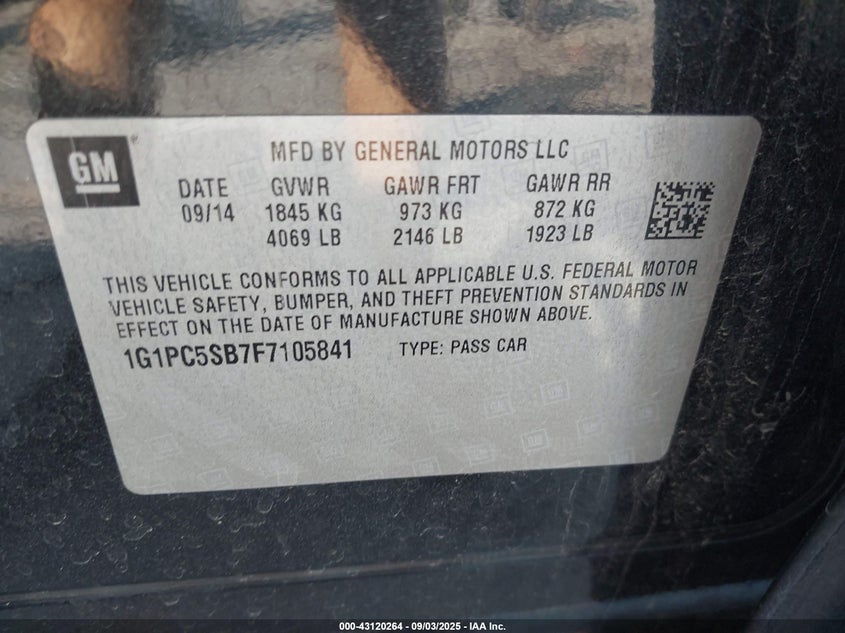 GM
MFD BY GENERAL MOTORS LLC
DATE GVWR GAWR FRT GAWR RR
09/14 1845 KG 973 KG 872 KG
4069 LB 2146 LB 1923 LB
THIS VEHICLE CONFORMS TO ALL APPLICABLE U.S. FEDERAL MOTOR
VEHICLE SAFETY, BUMPER, AND THEFT PREVENTION STANDARDS IN
EFFECT ON THE DATE OF MANUFACTURE SHOWN ABOVE.
1G1PC5SB7F7105841 TYPE: PASS CAR
000-43120264 - 09/03/2025 - IAA Inc.